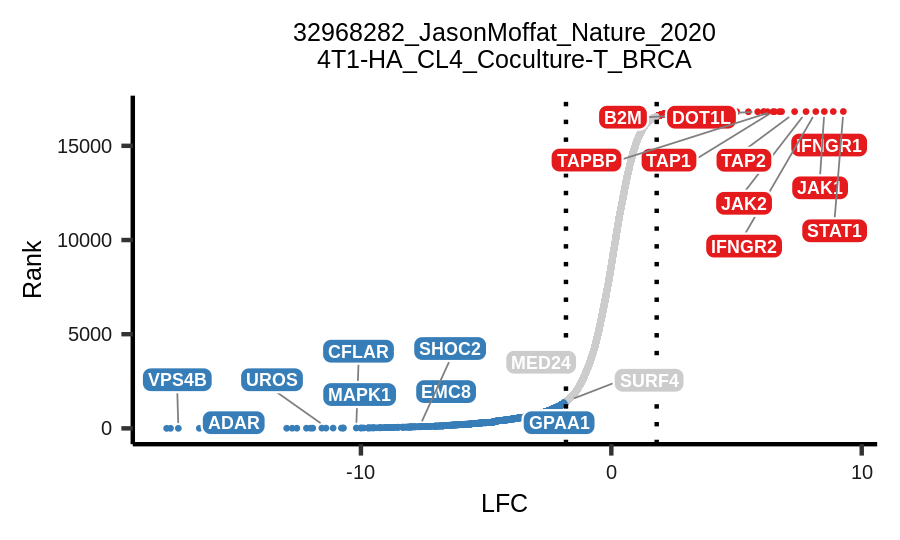 32968282_JasonMoffat_Nature_2020
4T1-HA_CL4_Coculture-T_BRCA
Rank
15000
10000
5000
0
B2M
DOT1L
TAPBP
TAP1
TAP2
IFNGR1
JAK1
JAK2
STAT1
IFNGR2
CFLAR
SHOC2
MED24
VPS4B
UROS
MAPK1
EMC8
SURF4
ADAR
GPAA1
-10
0
10
LFC